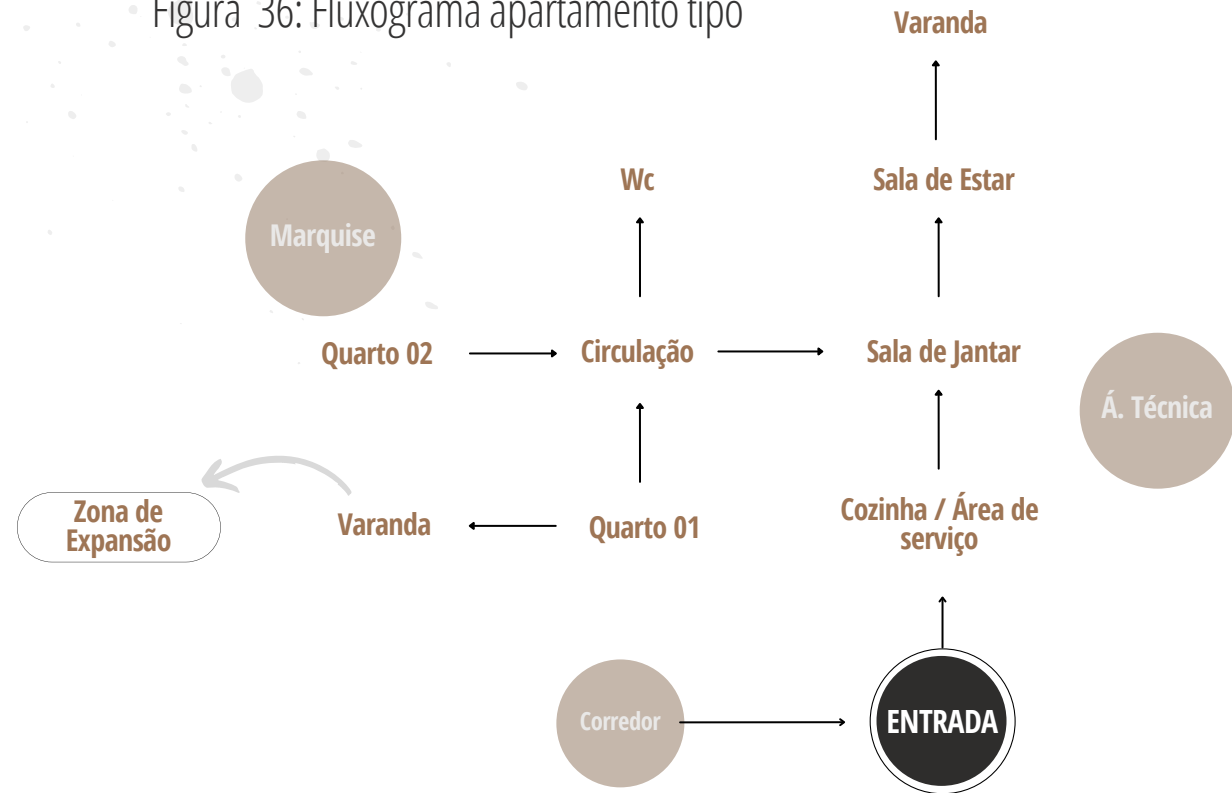 Figura 36: Fluxograma apartamento tipo
Varanda
Wc
Sala de Estar
Marquise
Quarto 02
Circulação
Sala de Jantar
Á. Técnica
Zona de
Expansão
Varanda
Quarto 01
Cozinha / Área de
serviço
Corredor
ENTRADA